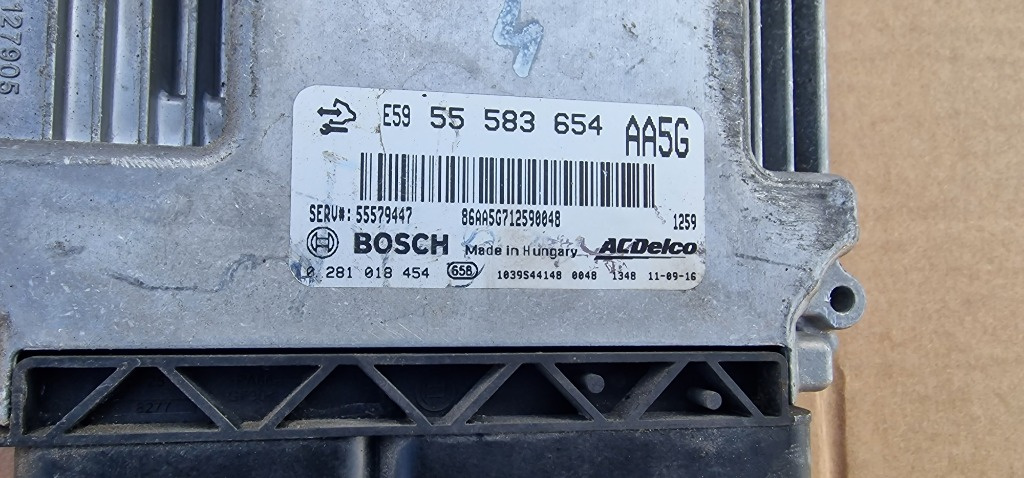 127905
E59 55 583 654 AA5G
SERV#: 55579447 86AA5G712590048 1259
BOSCH Made in Hungary ACDelco
0 281 018 454 658 1039S44148 0048 1348 11-09-16